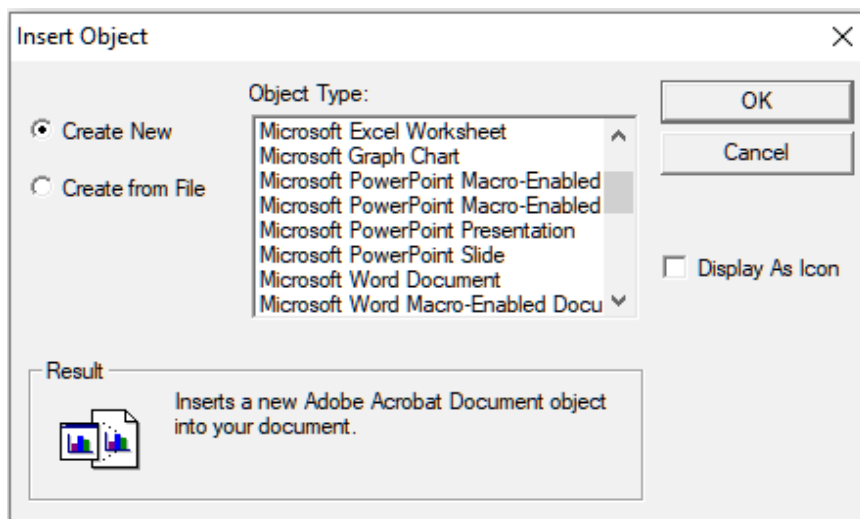 Insert Object
Object Type:
Create New
Create from File
Microsoft Excel Worksheet
Microsoft Graph Chart
Microsoft PowerPoint Macro-Enabled
Microsoft PowerPoint Macro-Enabled
Microsoft PowerPoint Presentation
Microsoft PowerPoint Slide
Microsoft Word Document
Microsoft Word Macro-Enabled Docu
OK
Cancel
Display As Icon
Result
Inserts a new Adobe Acrobat Document object
into your document.